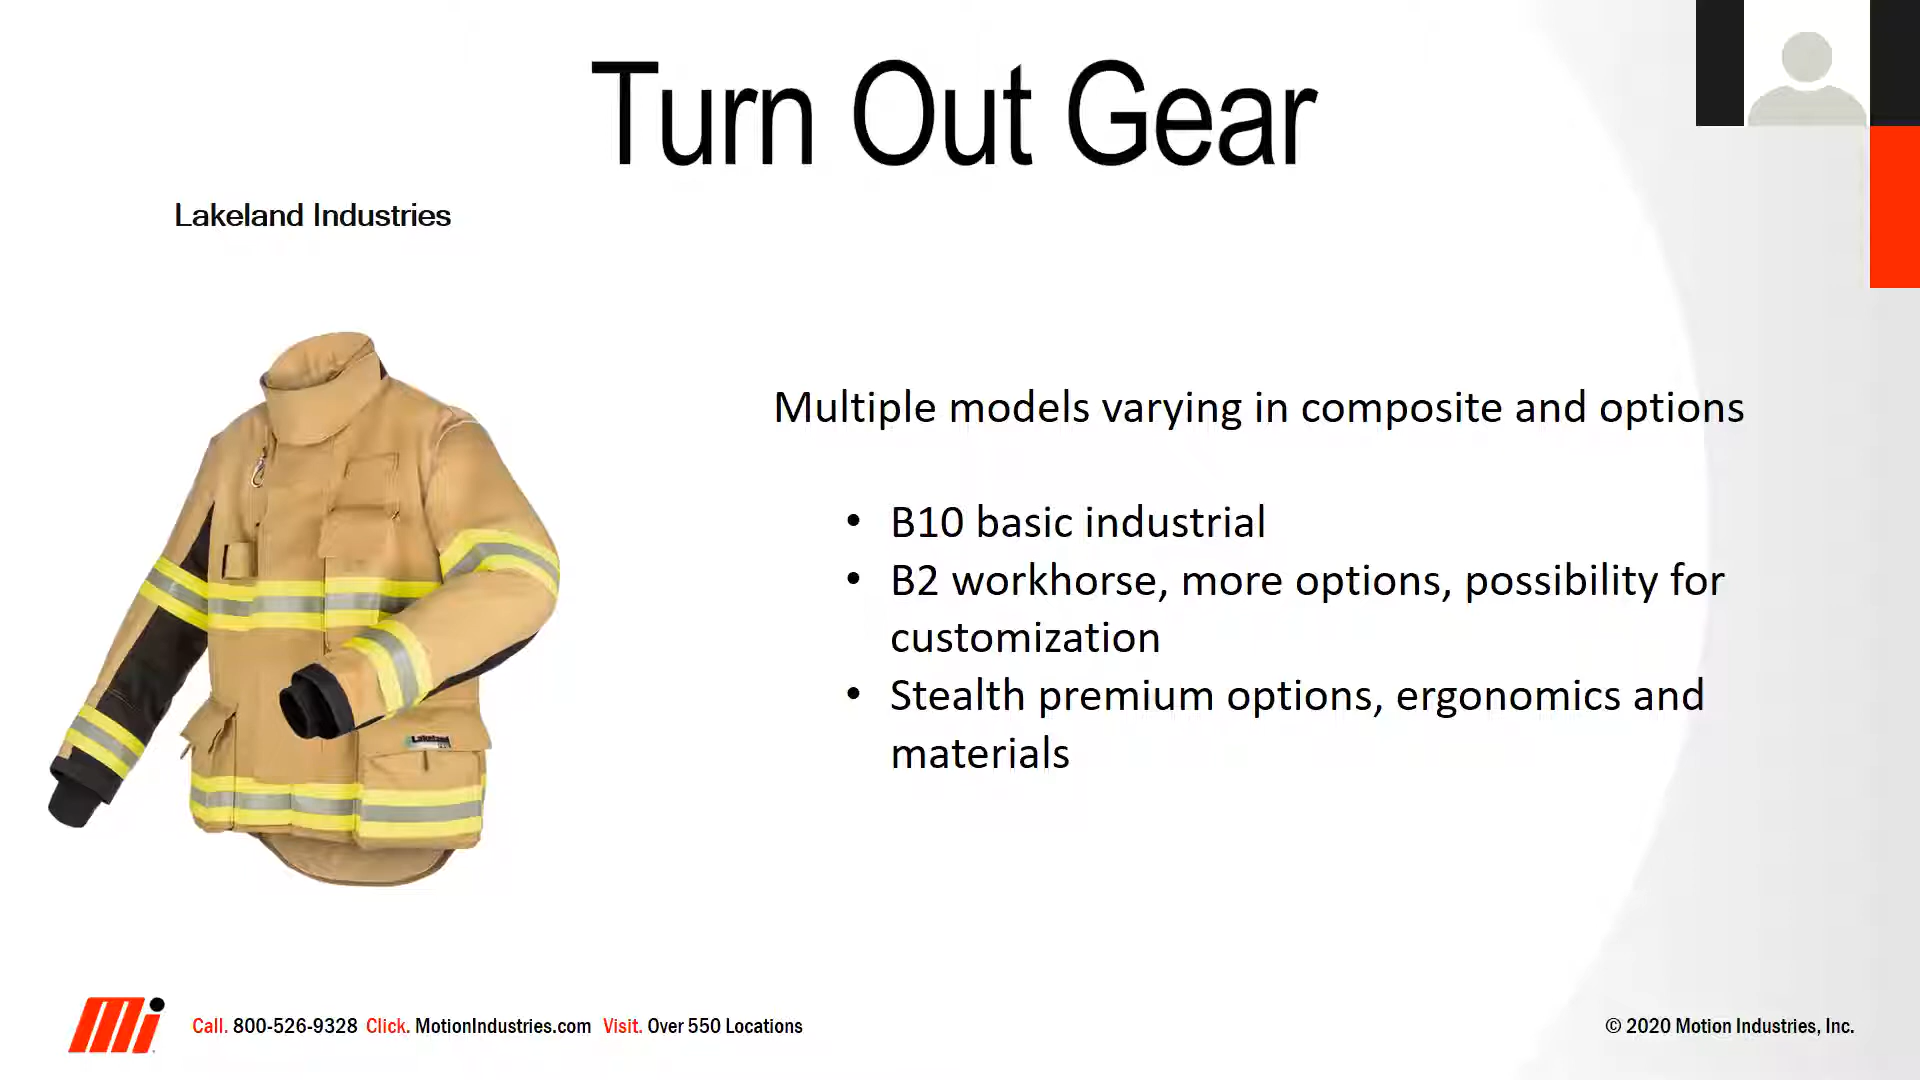 Turn Out Gear
Lakeland Industries
Multiple models varying in composite and options
• B10 basic industrial
• B2 workhorse, more options, possibility for
customization
• Stealth premium options, ergonomics and
materials
Lakeland
Mi
Call. 800-526-9328 Click. MotionIndustries.com Visit. Over 550 Locations
© 2020 Motion Industries, Inc.